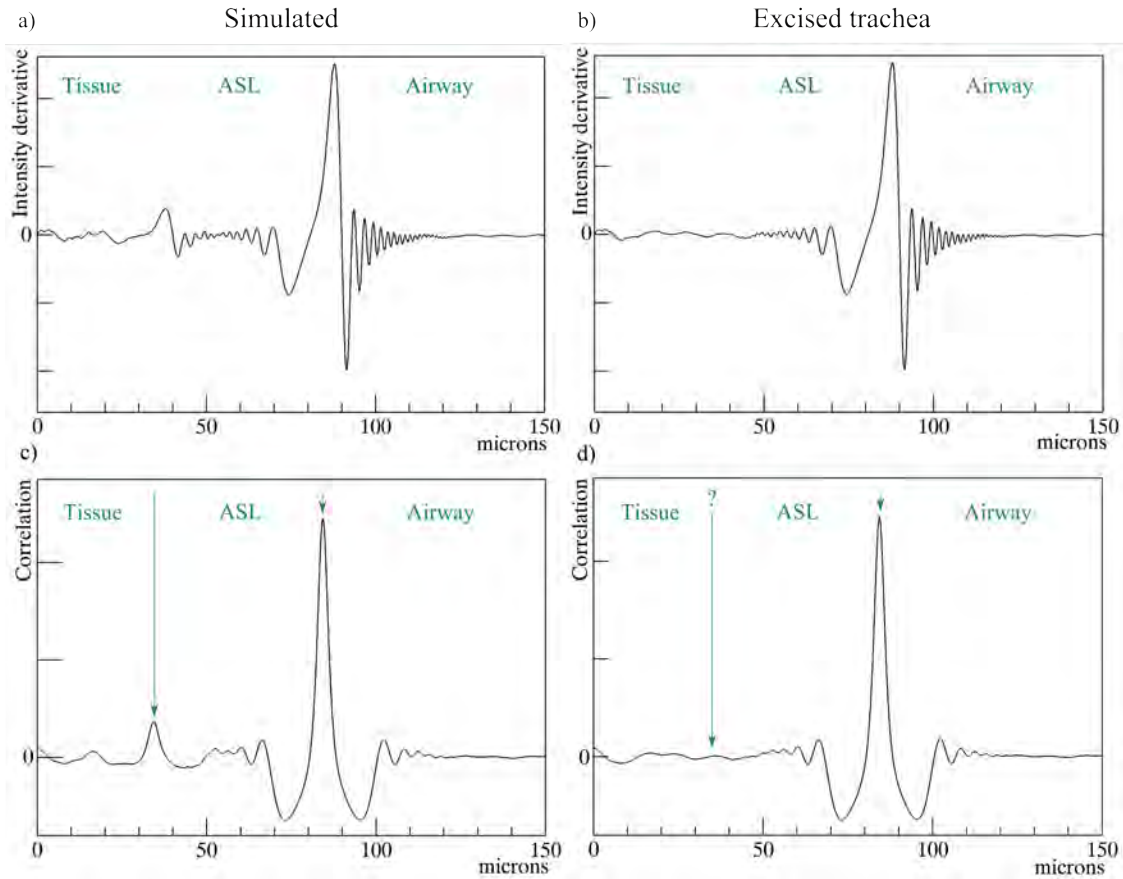 a) Simulated
b) Excised trachea
Intensity derivative
Tissue ASL Airway
0
0 50 100 150
microns
Intensity derivative
Tissue ASL Airway
0
0 50 100 150
microns
c)
Correlation
Tissue ASL Airway
0
0 50 100 150
microns
d)
Correlation
Tissue ? ASL Airway
0
0 50 100 150
microns